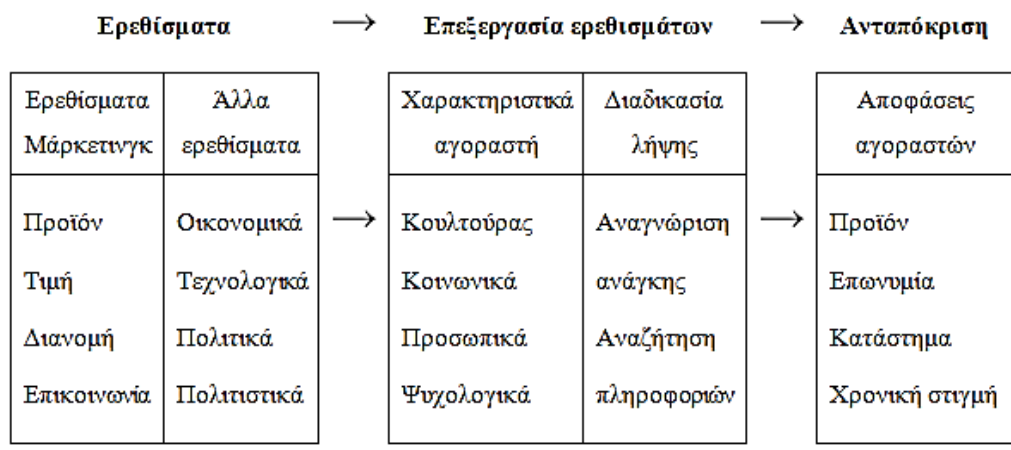 Ερεθίσματα → Επεξεργασία ερεθισμάτων → Ανταπόκριση
Ερεθίσματα Άλλα Χαρακτηριστικά Διαδικασία Αποφάσεις
Μάρκετινγκ ερεθίσματα αγοραστή λήψης αγοραστών
Προϊόν Οικονομικά → Κουλτούρας Αναγνώριση → Προϊόν
Τιμή Τεχνολογικά Κοινωνικά ανάγκης Επωνυμία
Διανομή Πολιτικά Προσωπικά Αναζήτηση Κατάστημα
Επικοινωνία Πολιτιστικά Ψυχολογικά πληροφοριών Χρονική στιγμή